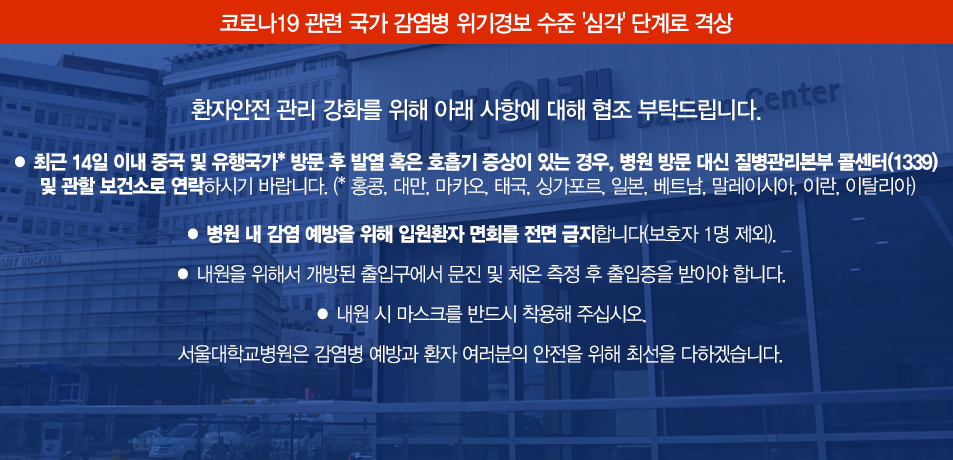 코로나19 관련 국가 감염병 위기경보 수준 '심각' 단계로 격상
환자안전 관리 강화를 위해 아래 사항에 대해 협조 부탁드립니다.
● 최근 14일 이내 중국 및 유행국가* 방문 후 발열 혹은 호흡기 증상이 있는 경우, 병원 방문 대신 질병관리본부 콜센터(1339)
및 관할 보건소로 연락하시기 바랍니다. (* 홍콩, 대만, 마카오, 태국, 싱가포르, 일본, 베트남, 말레이시아, 이란, 이탈리아)
● 병원 내 감염 예방을 위해 입원환자 면회를 전면 금지합니다(보호자 1명 제외).
● 내원을 위해서 개방된 출입구에서 문진 및 체온 측정 후 출입증을 받아야 합니다.
● 내원 시 마스크를 반드시 착용해 주십시오.
서울대학교병원은 감염병 예방과 환자 여러분의 안전을 위해 최선을 다하겠습니다.
대한외래
Center
HOSPITAL